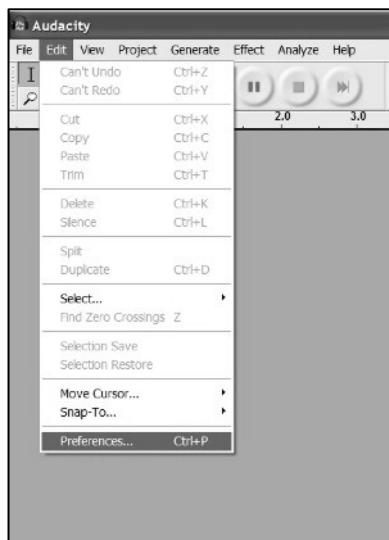 Audacity
File Edit View Project Generate Effect Analyze Help
Can't Undo Ctrl+Z
Can't Redo Ctrl+Y
2.0 3.0
Cut Ctrl+X
Copy Ctrl+C
Paste Ctrl+V
Trim Ctrl+T
Delete Ctrl+K
Silence Ctrl+L
Split
Duplicate Ctrl+D
Select...
Find Zero Crossings Z
Selection Save
Selection Restore
Move Cursor...
Snap-To...
Preferences... Ctrl+P